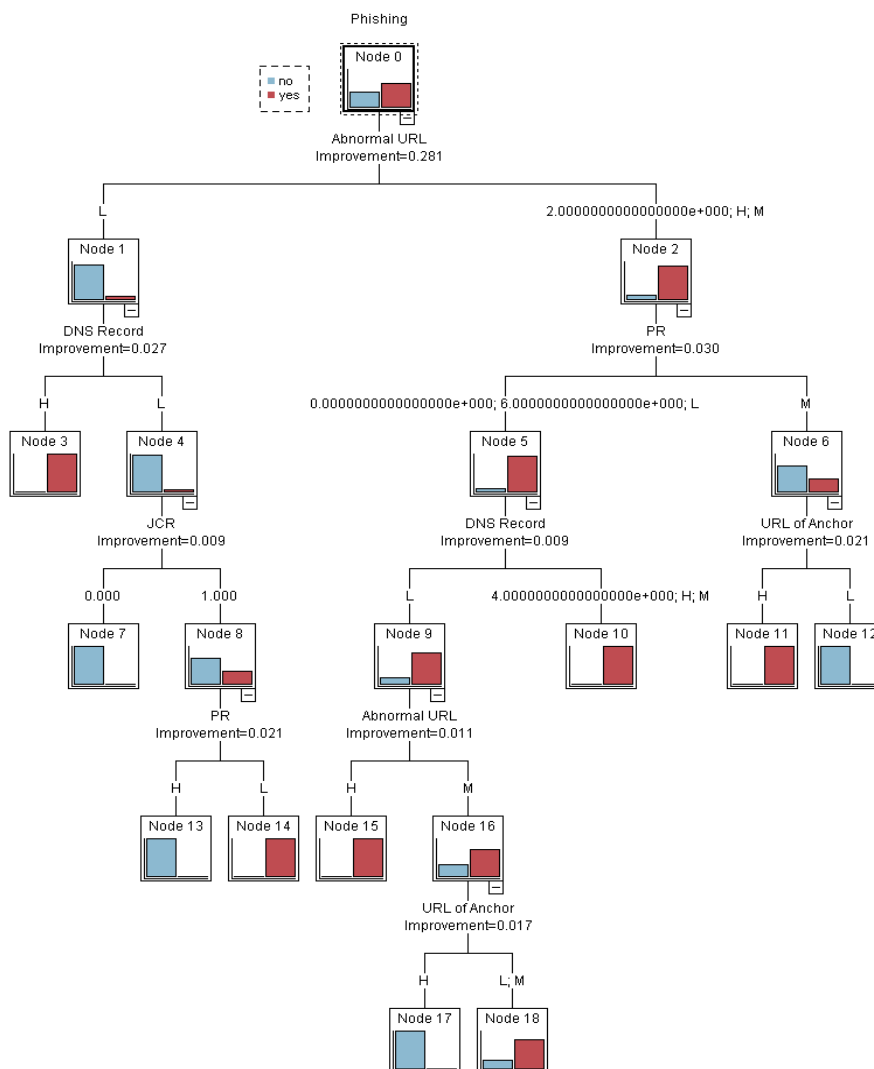 Phishing
Node 0
no
yes
Abnormal URL
Improvement=0.281
L
2.0000000000000000e+000; H; M
Node 1
Node 2
DNS Record
Improvement=0.027
PR
Improvement=0.030
H
L
0.0000000000000000e+000; 6.0000000000000000e+000; L
M
Node 3
Node 4
Node 5
Node 6
JCR
Improvement=0.009
DNS Record
Improvement=0.009
URL of Anchor
Improvement=0.021
0.000
1.000
L
4.0000000000000000e+000; H; M
H
L
Node 7
Node 8
Node 9
Node 10
Node 11
Node 12
PR
Improvement=0.021
Abnormal URL
Improvement=0.011
H
L
H
M
Node 13
Node 14
Node 15
Node 16
URL of Anchor
Improvement=0.017
H
L; M
Node 17
Node 18